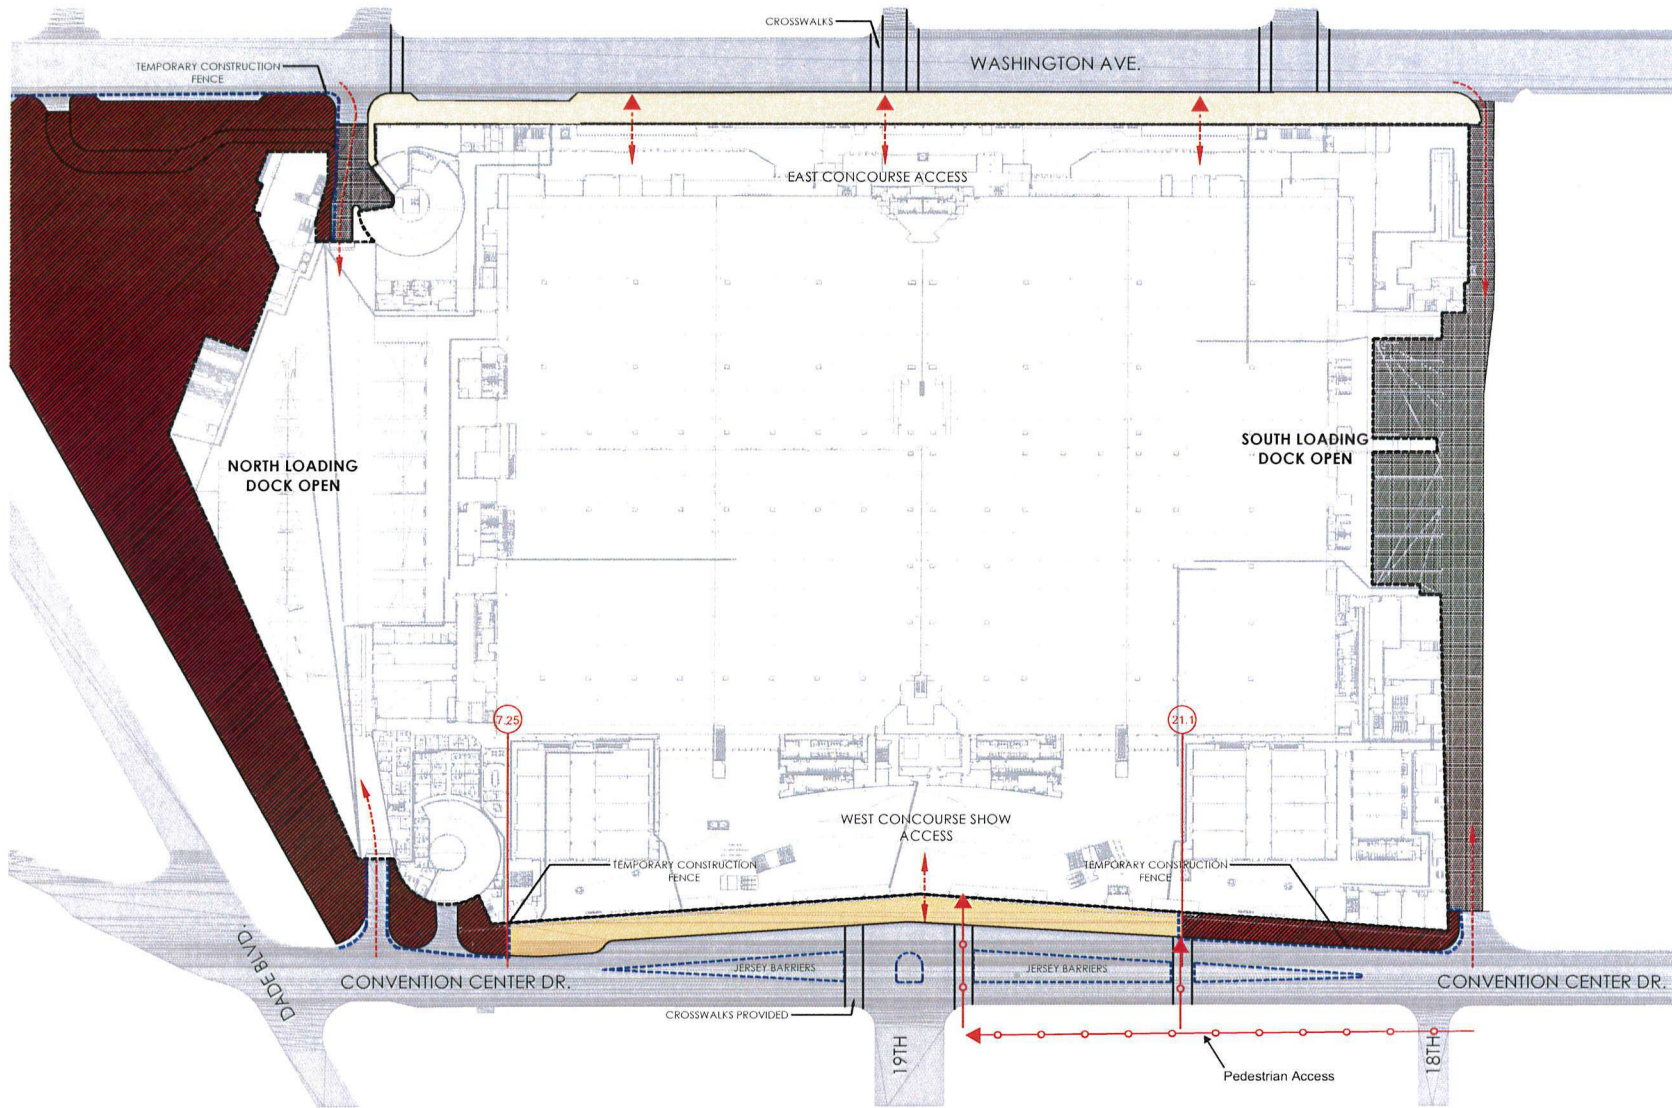 CROSSWALKS
WASHINGTON AVE.
TEMPORARY CONSTRUCTION
FENCE
EAST CONCOURSE ACCESS
NORTH LOADING
DOCK OPEN
SOUTH LOADING
DOCK OPEN
7.25
21.1
WEST CONCOURSE SHOW
ACCESS
TEMPORARY CONSTRUCTION
FENCE
TEMPORARY CONSTRUCTION
FENCE
DADE BLVD.
CONVENTION CENTER DR.
JERSEY BARRIERS
JERSEY BARRIERS
CONVENTION CENTER DR.
CROSSWALKS PROVIDED
19TH
18TH
Pedestrian Access